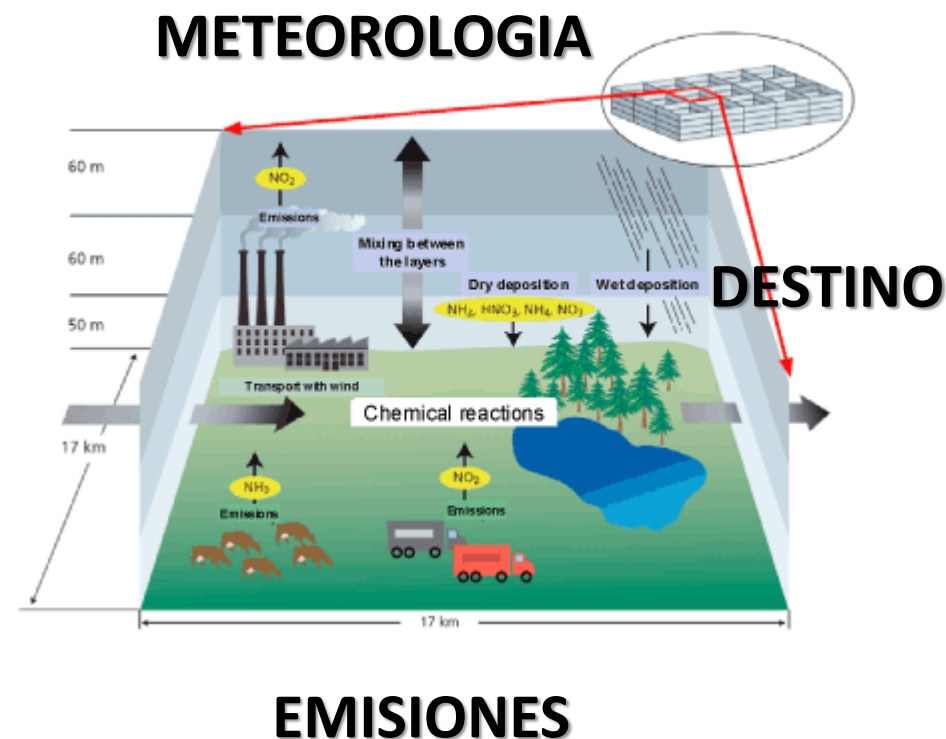 METEOROLOGIA
60 m
NO₂
Emissions
Mixing between
the layers
60 m
Dry deposition
Wet deposition
DESTINO
NH₃, HNO₃, NH₄, NO₃
50 m
Transport with wind
Chemical reactions
17 km
NH₃
Emissions
NO₂
Emissions
17 km
EMISIONES